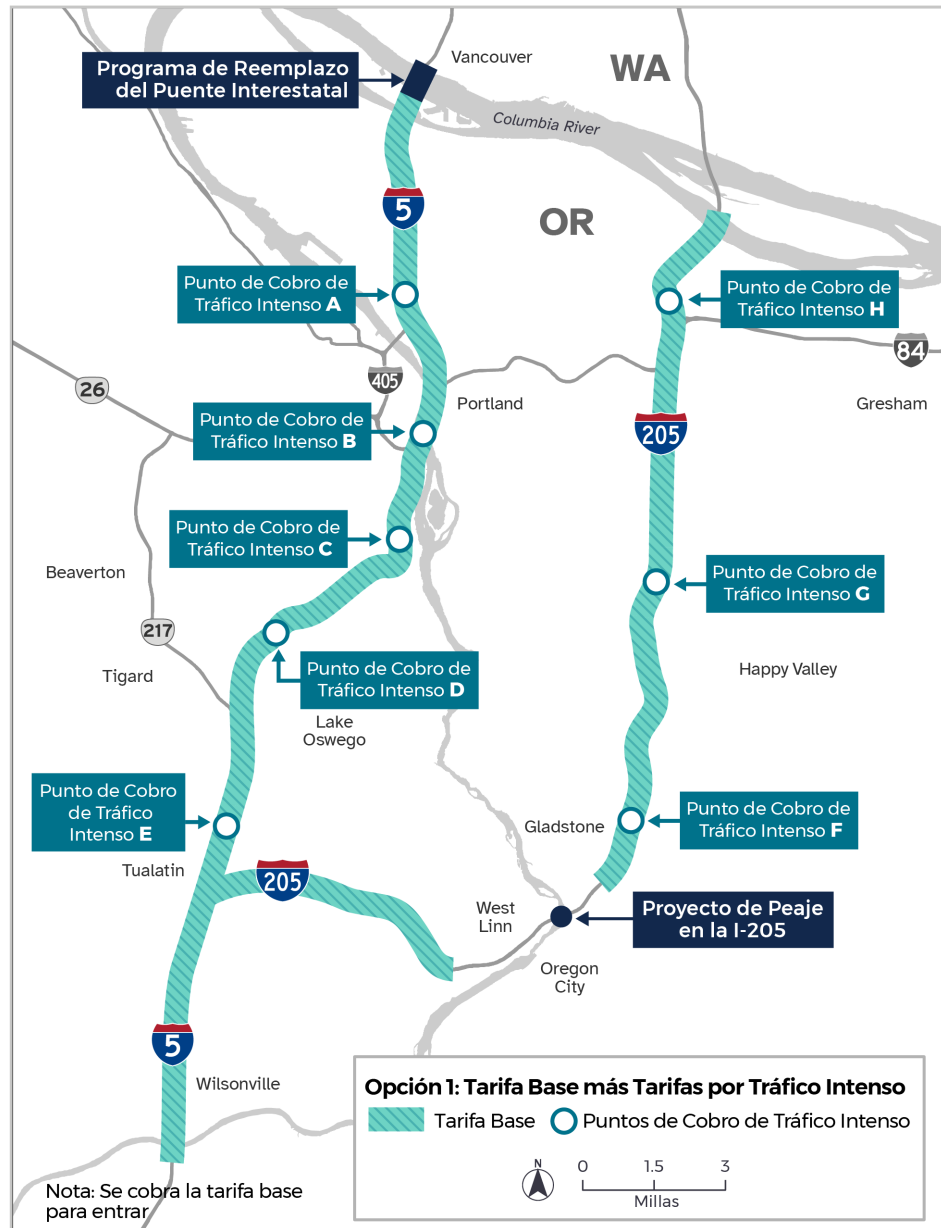 Vancouver
WA
Programa de Reemplazo
del Puente Interestatal
Columbia River
5
OR
Punto de Cobro de
Tráfico Intenso A
Punto de Cobro de
Tráfico Intenso H
84
26
405
Portland
Gresham
Punto de Cobro de
Tráfico Intenso B
205
Punto de Cobro de
Tráfico Intenso C
Beaverton
Punto de Cobro de
Tráfico Intenso G
217
Tigard
Punto de Cobro de
Tráfico Intenso D
Happy Valley
Lake
Oswego
Punto de Cobro
de Tráfico
Intenso E
Gladstone
Punto de Cobro de
Tráfico Intenso F
Tualatin
205
West
Linn
Proyecto de Peaje
en la I-205
Oregon
City
5
Wilsonville
Opción 1: Tarifa Base más Tarifas por Tráfico Intenso
Tarifa Base
Puntos de Cobro de Tráfico Intenso
N
0 1.5 3
Millas
Nota: Se cobra la tarifa base
para entrar